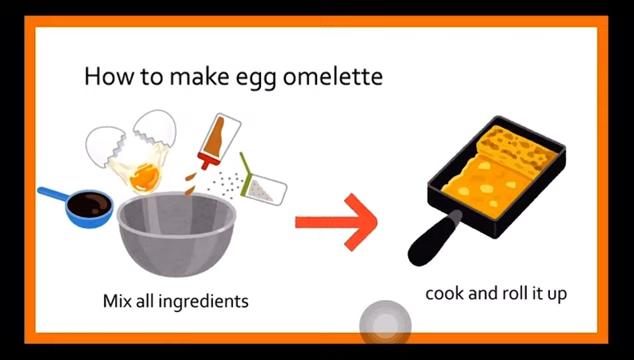 How to make egg omelette
Mix all ingredients
cook and roll it up